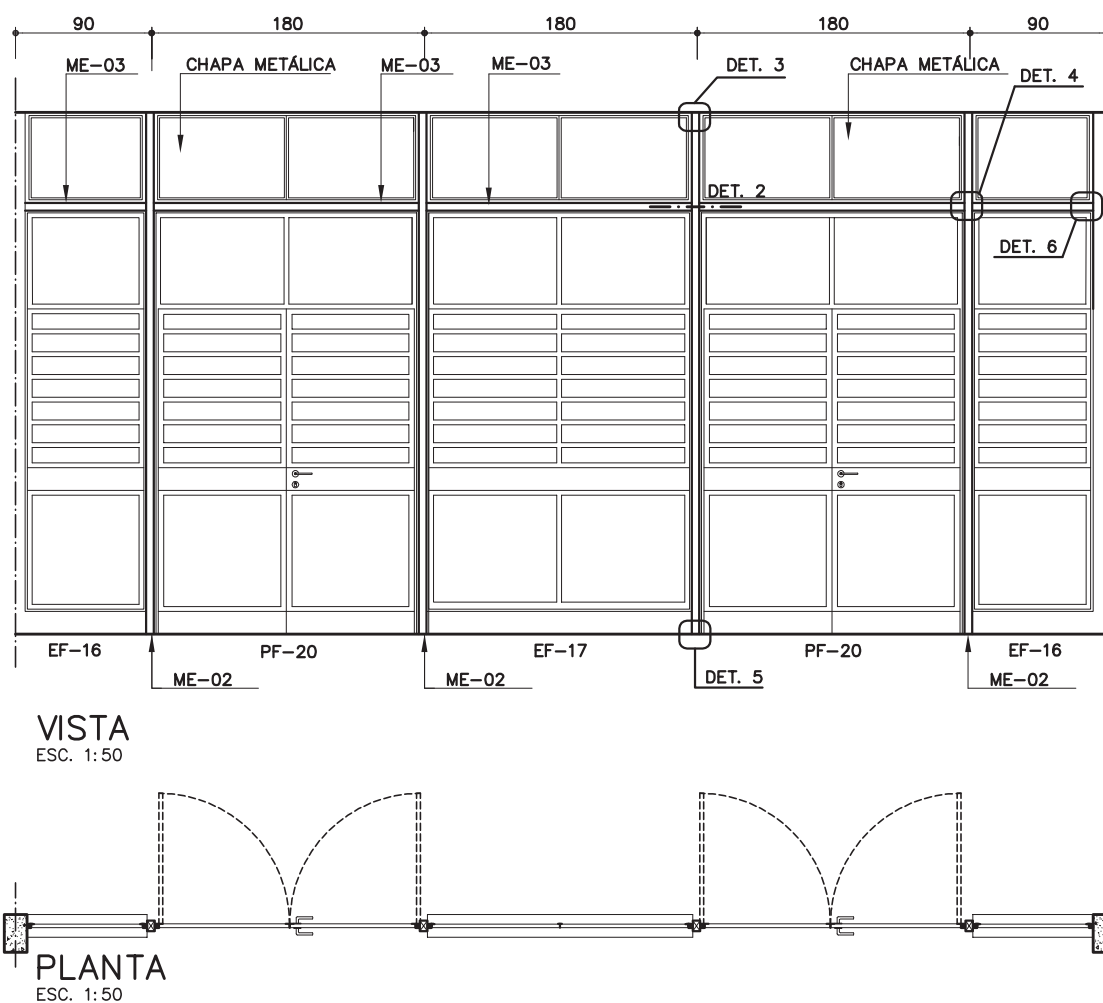 90 180 180 180 90
ME-03 CHAPA METÁLICA ME-03 ME-03 DET. 3 CHAPA METÁLICA DET. 4
DET. 2
DET. 6
EF-16 PF-20 EF-17 PF-20 EF-16
ME-02 ME-02 DET. 5 ME-02
VISTA
ESC. 1:50
PLANTA
ESC. 1:50